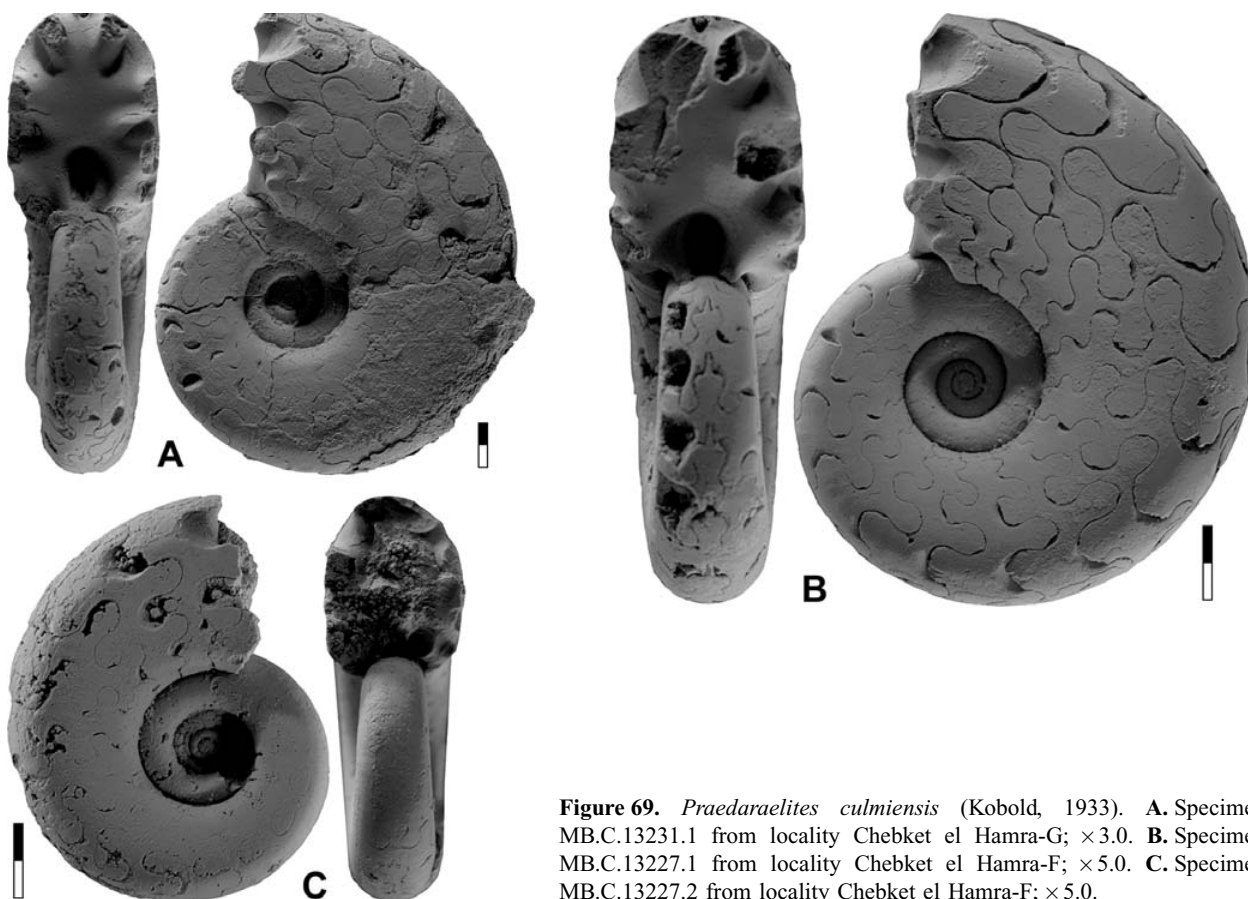 A
B
C
Figure 69. Praedaraelites culmiensis (Kobold, 1933). A. Specime
MB.C.13231.1 from locality Chebket el Hamra-G; ×3.0. B. Specime
MB.C.13227.1 from locality Chebket el Hamra-F; ×5.0. C. Specime
MB.C.13227.2 from locality Chebket el Hamra-F; ×5.0.